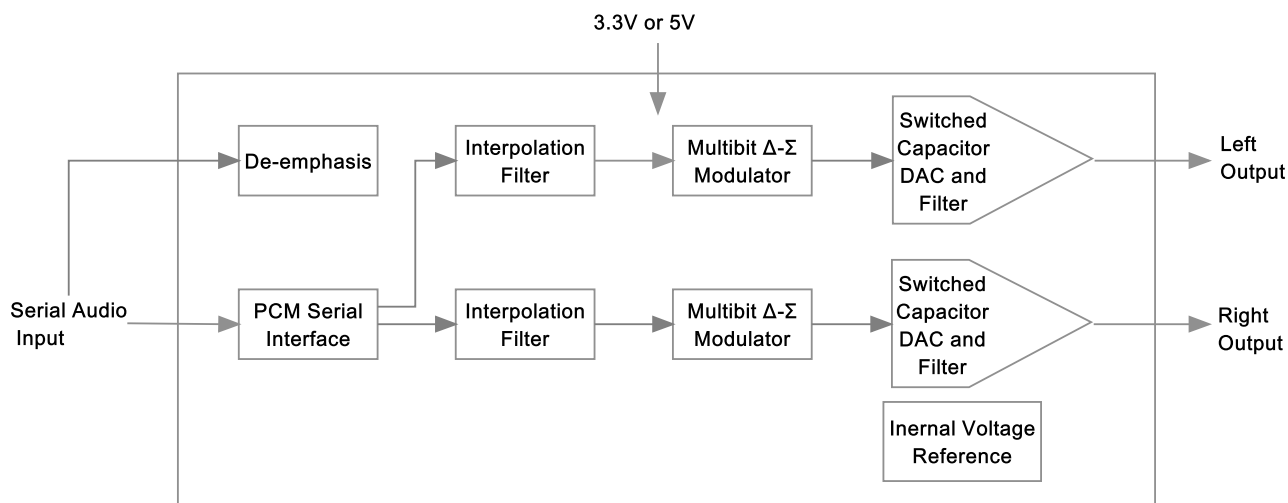 3.3V or 5V
De-emphasis
Interpolation
Filter
Multibit Δ-Σ
Modulator
Switched
Capacitor
DAC and
Filter
Left
Output
Serial Audio
Input
PCM Serial
Interface
Interpolation
Filter
Multibit Δ-Σ
Modulator
Switched
Capacitor
DAC and
Filter
Right
Output
Inernal Voltage
Reference